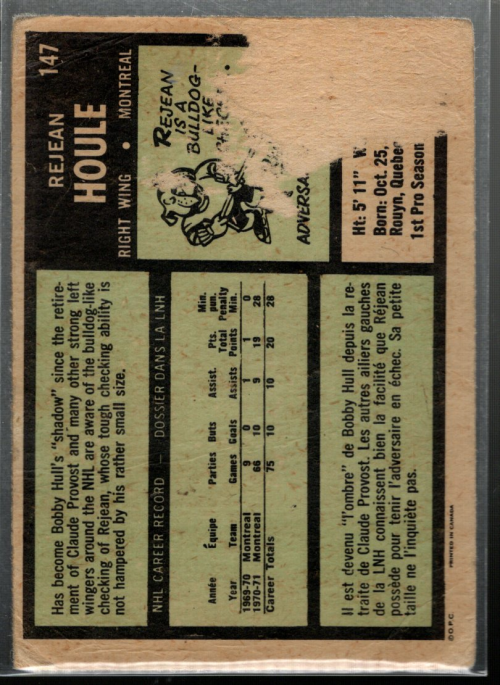 147
REJEAN
HOULE
RIGHT WING • MONTREAL
REJEAN
IS A
BULLDOG-
LIKE
ADVERSA
Ht: 5' 11"
Born: Oct. 25,
Rouyn, Quebec
1st Pro Season
Has become Bobby Hull's "shadow" since the retire-
ment of Claude Provost and many other strong left
wingers around the NHL are aware of the bulldog-like
checking of Rejean, whose tough checking ability is
not hampered by his rather small size.
NHL CAREER RECORD — DOSSIER DANS LA LNH
Année Équipe Parties Buts Assist. Pts. Total Min. pun.
Year Team Games Goals Assists Points Penalty Min.
1969-70 Montreal 9 0 1 1 0
1970-71 Montreal 66 10 9 19 28
Career Totals 75 10 10 20 28
Il est devenu "l'ombre" de Bobby Hull depuis la re-
traite de Claude Provost. Les autres ailiers gauches
de la LNH connaissent bien la facilité que Réjean
possède pour tenir l'adversaire en échec. Sa petite
taille ne l'inquiète pas.
© O.P.C. PRINTED IN CANADA